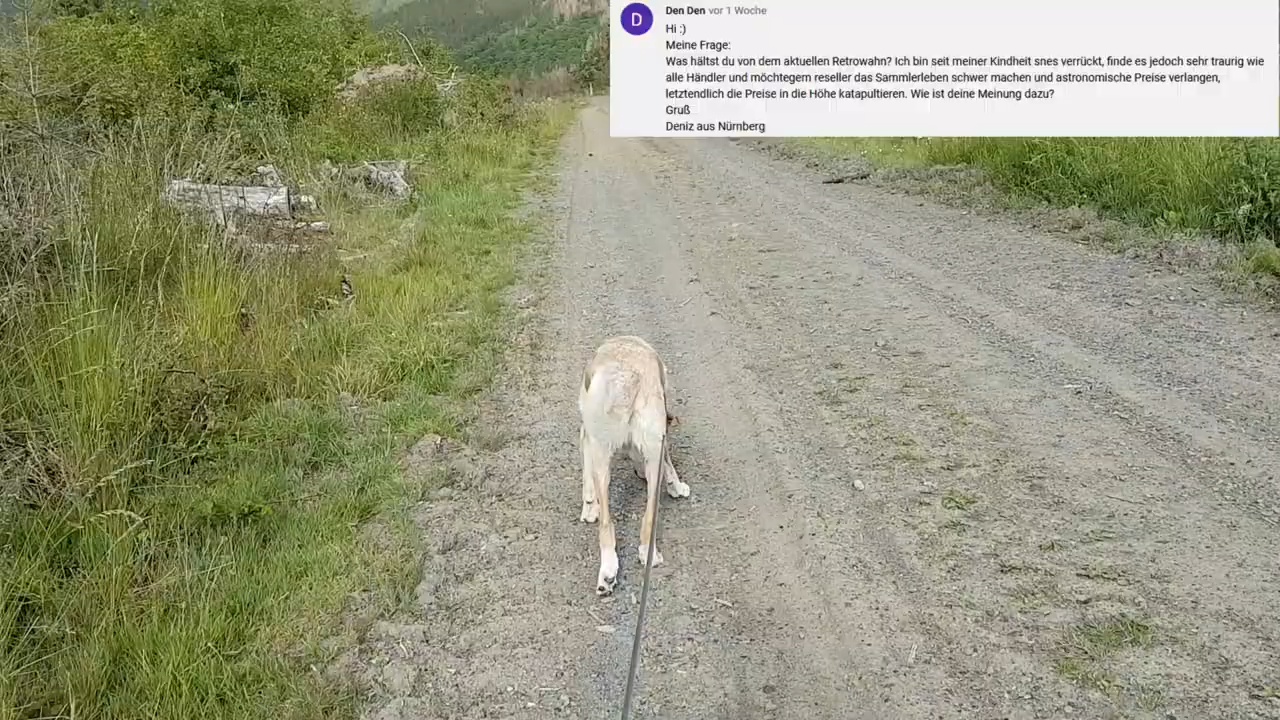 D
Den Den vor 1 Woche
Hi :)
Meine Frage:
Was hältst du von dem aktuellen Retrowahn? Ich bin seit meiner Kindheit snes verrückt, finde es jedoch sehr traurig wie
alle Händler und möchtegern reseller das Sammlerleben schwer machen und astronomische Preise verlangen,
letztendlich die Preise in die Höhe katapultieren. Wie ist deine Meinung dazu?
Gruß
Deniz aus Nürnberg